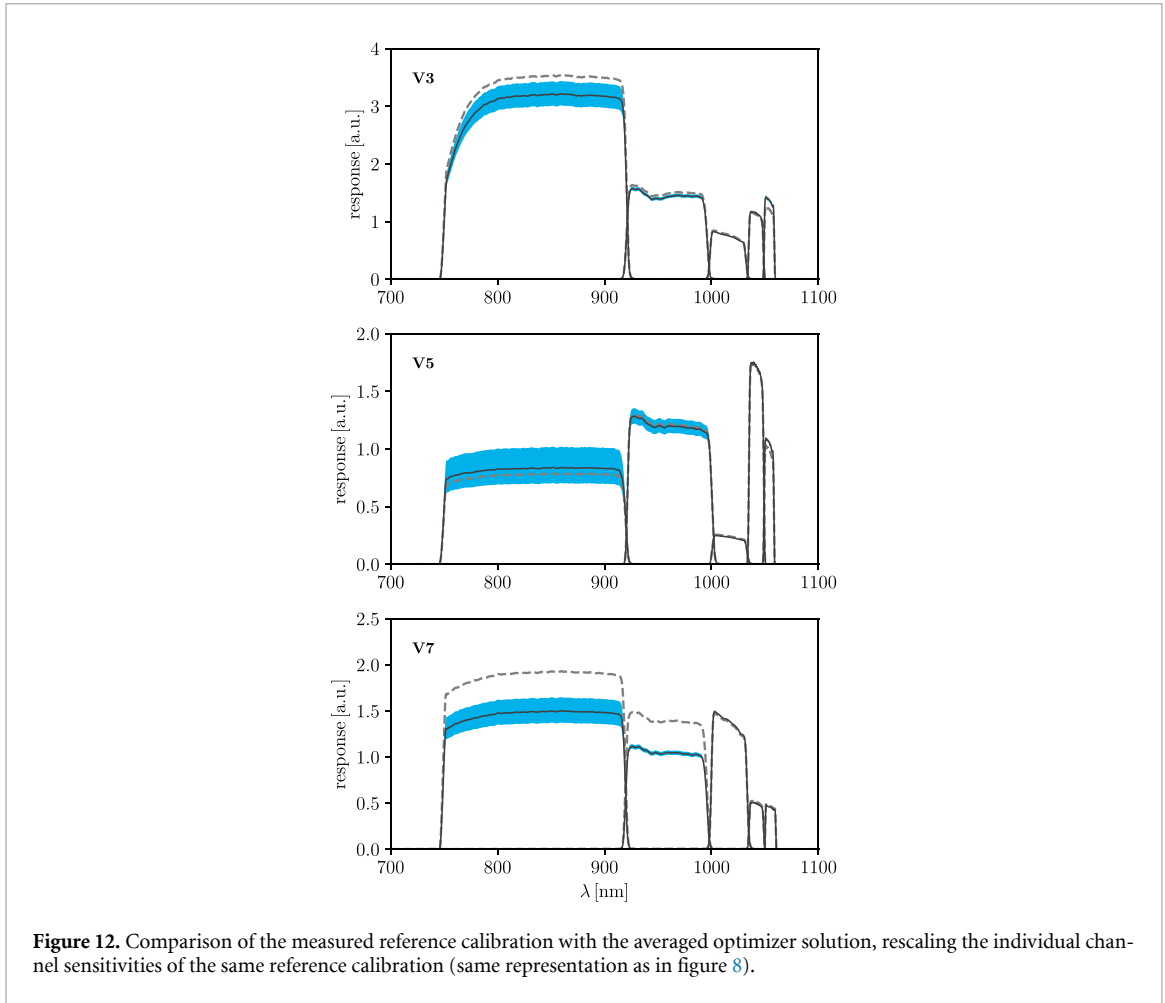 4
3
2
1
0
response [a.u.]
V3
700 800 900 1000 1100
2.0
1.5
1.0
0.5
0.0
response [a.u.]
V5
700 800 900 1000 1100
2.5
2.0
1.5
1.0
0.5
0.0
response [a.u.]
V7
700 800 900 1000 1100
λ [nm]
Figure 12. Comparison of the measured reference calibration with the averaged optimizer solution, rescaling the individual chan-
nel sensitivities of the same reference calibration (same representation as in figure 8).